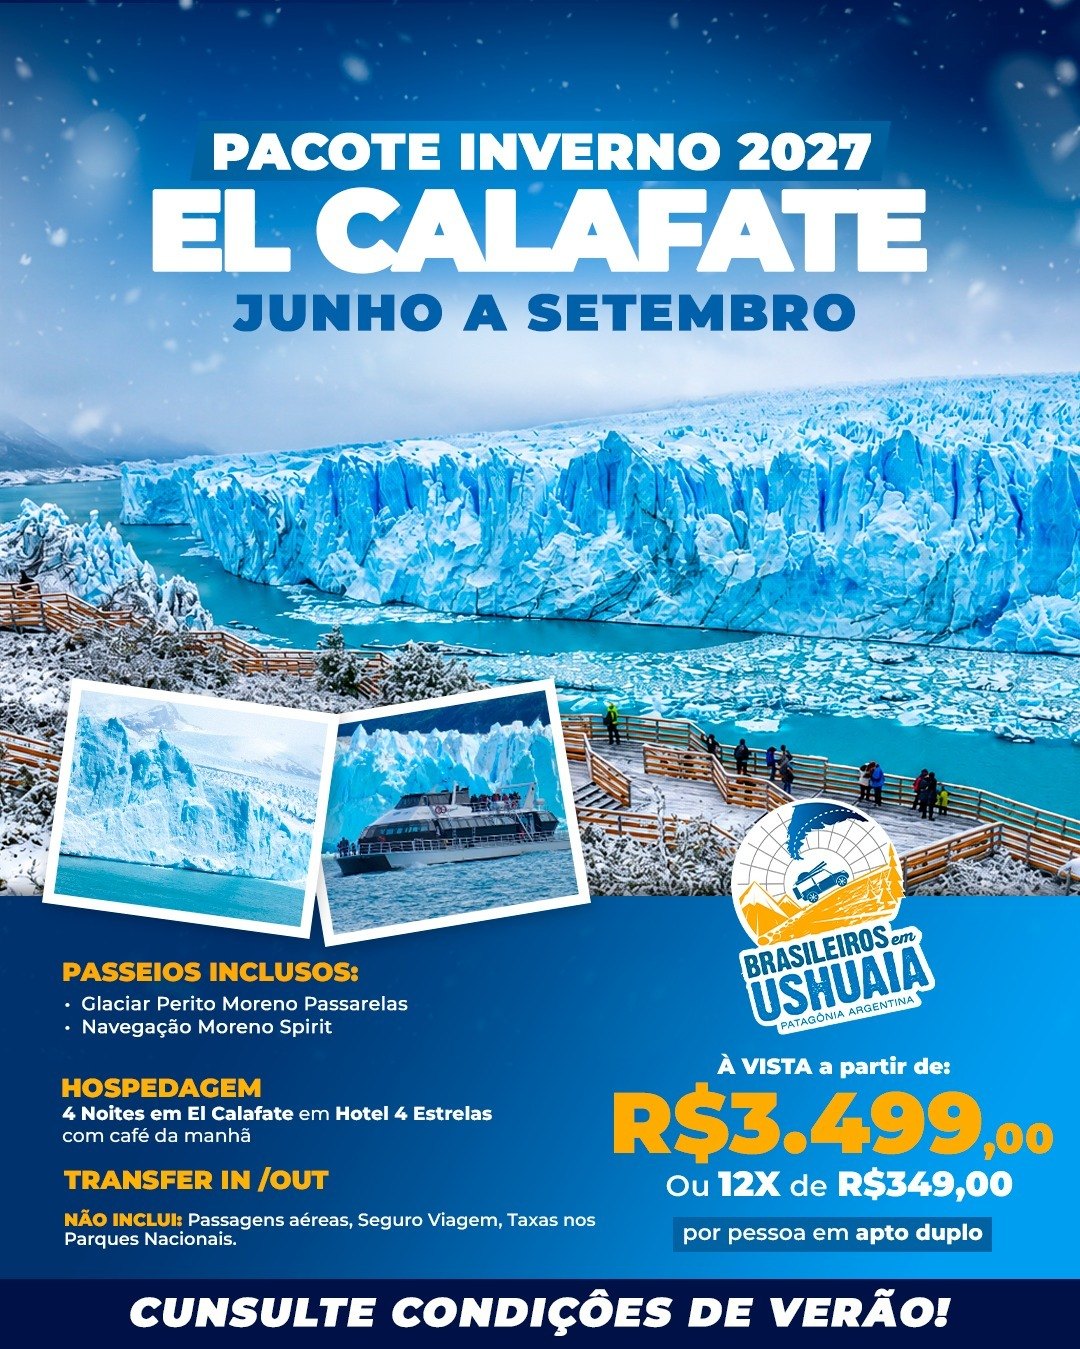 PACOTE INVERNO 2027
EL CALAFATE
JUNHO A SETEMBRO
PASSEIOS INCLUSOS:
• Glaciar Perito Moreno Passarelas
• Navegação Moreno Spirit
HOSPEDAGEM
4 Noites em El Calafate em Hotel 4 Estrelas
com café da manhã
TRANSFER IN /OUT
NÃO INCLUI: Passagens aéreas, Seguro Viagem, Taxas nos
Parques Nacionais.
BRASILEIROS em
USHUAIA
PATAGÔNIA ARGENTINA
À VISTA a partir de:
R$3.499,00
Ou 12X de R$349,00
por pessoa em apto duplo
CUNSULTE CONDIÇÔES DE VERÃO!